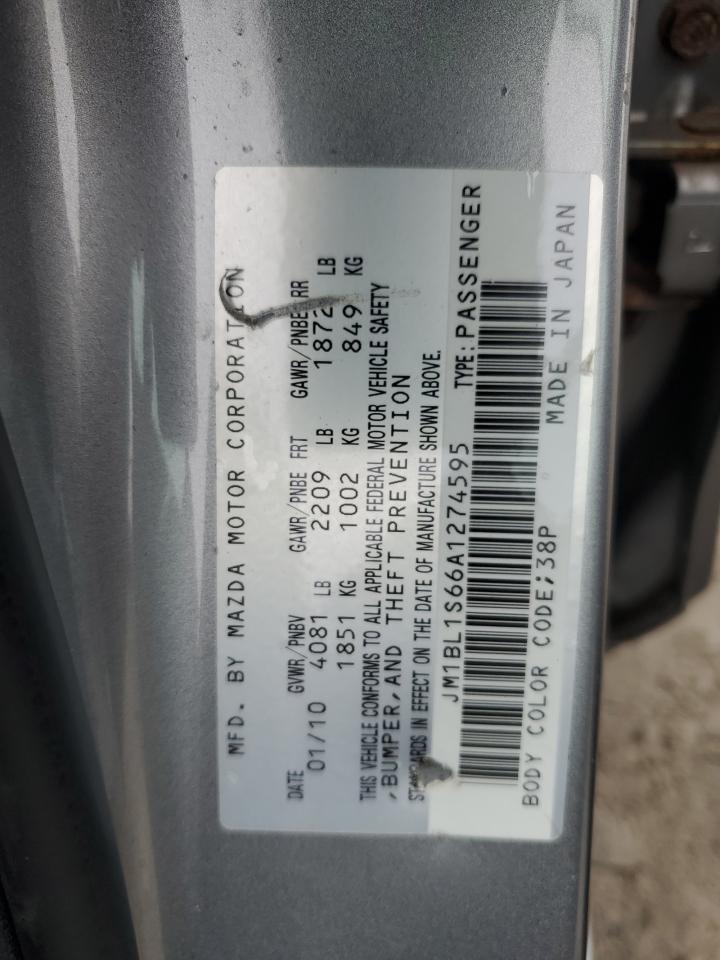 MFD. BY MAZDA MOTOR CORPORATION
DATE GVWR/PNBV GAWR/PNBE FRT GAWR/PNBE RR
01/10 4081 LB 2209 LB 1872 LB
1851 KG 1002 KG 849 KG
THIS VEHICLE CONFORMS TO ALL APPLICABLE FEDERAL MOTOR VEHICLE SAFETY
,BUMPER,AND THEFT PREVENTION
STANDARDS IN EFFECT ON THE DATE OF MANUFACTURE SHOWN ABOVE.
JM1BL1S66A1274595 TYPE:PASSENGER
BODY COLOR CODE;38P MADE IN JAPAN